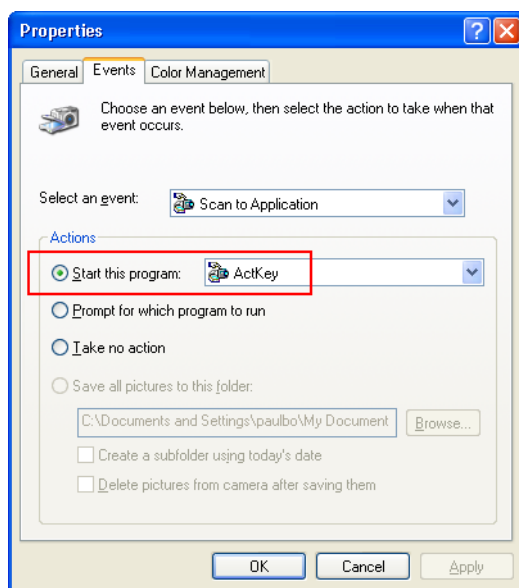 Properties
General Events Color Management
Choose an event below, then select the action to take when that
event occurs.
Select an event: Scan to Application
Actions
Start this program: ActKey
Prompt for which program to run
Take no action
Save all pictures to this folder:
C:\Documents and Settings\paulbo\My Document Browse...
Create a subfolder using today's date
Delete pictures from camera after saving them
OK Cancel Apply